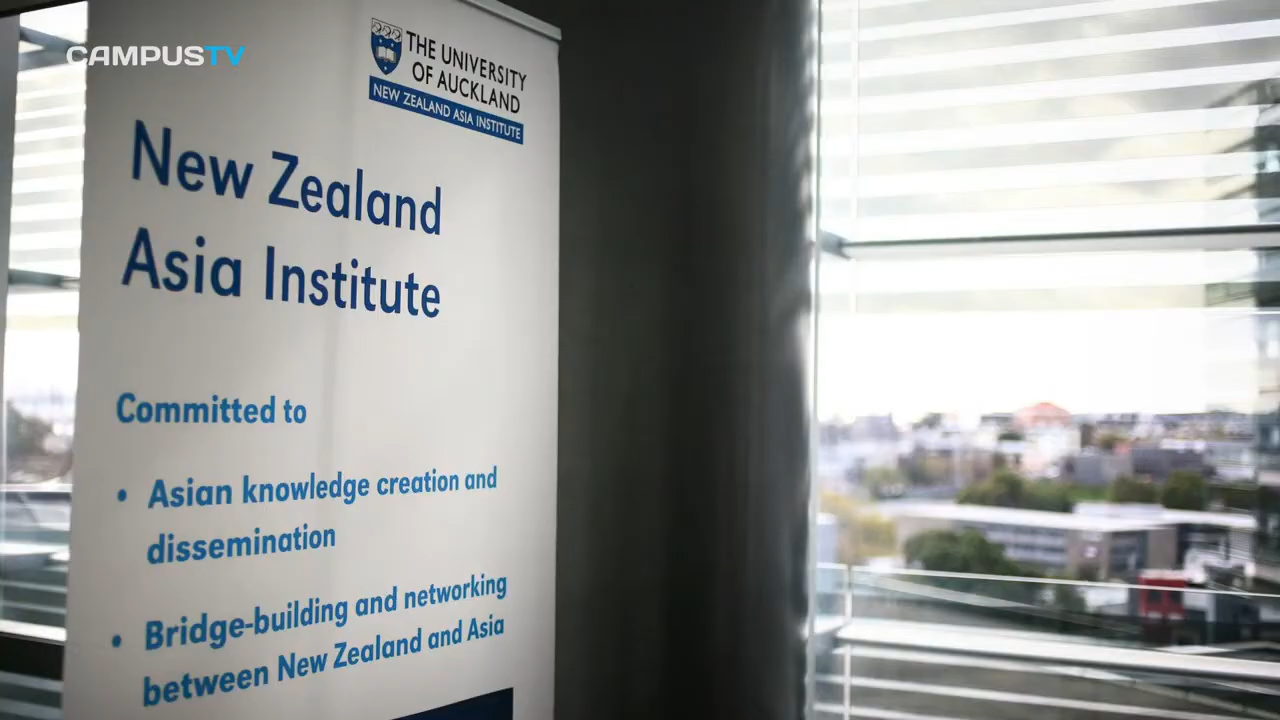 CAMPUSTV
THE UNIVERSITY
OF AUCKLAND
NEW ZEALAND ASIA INSTITUTE
New Zealand
Asia Institute
Committed to
• Asian knowledge creation and
dissemination
• Bridge-building and networking
between New Zealand and Asia